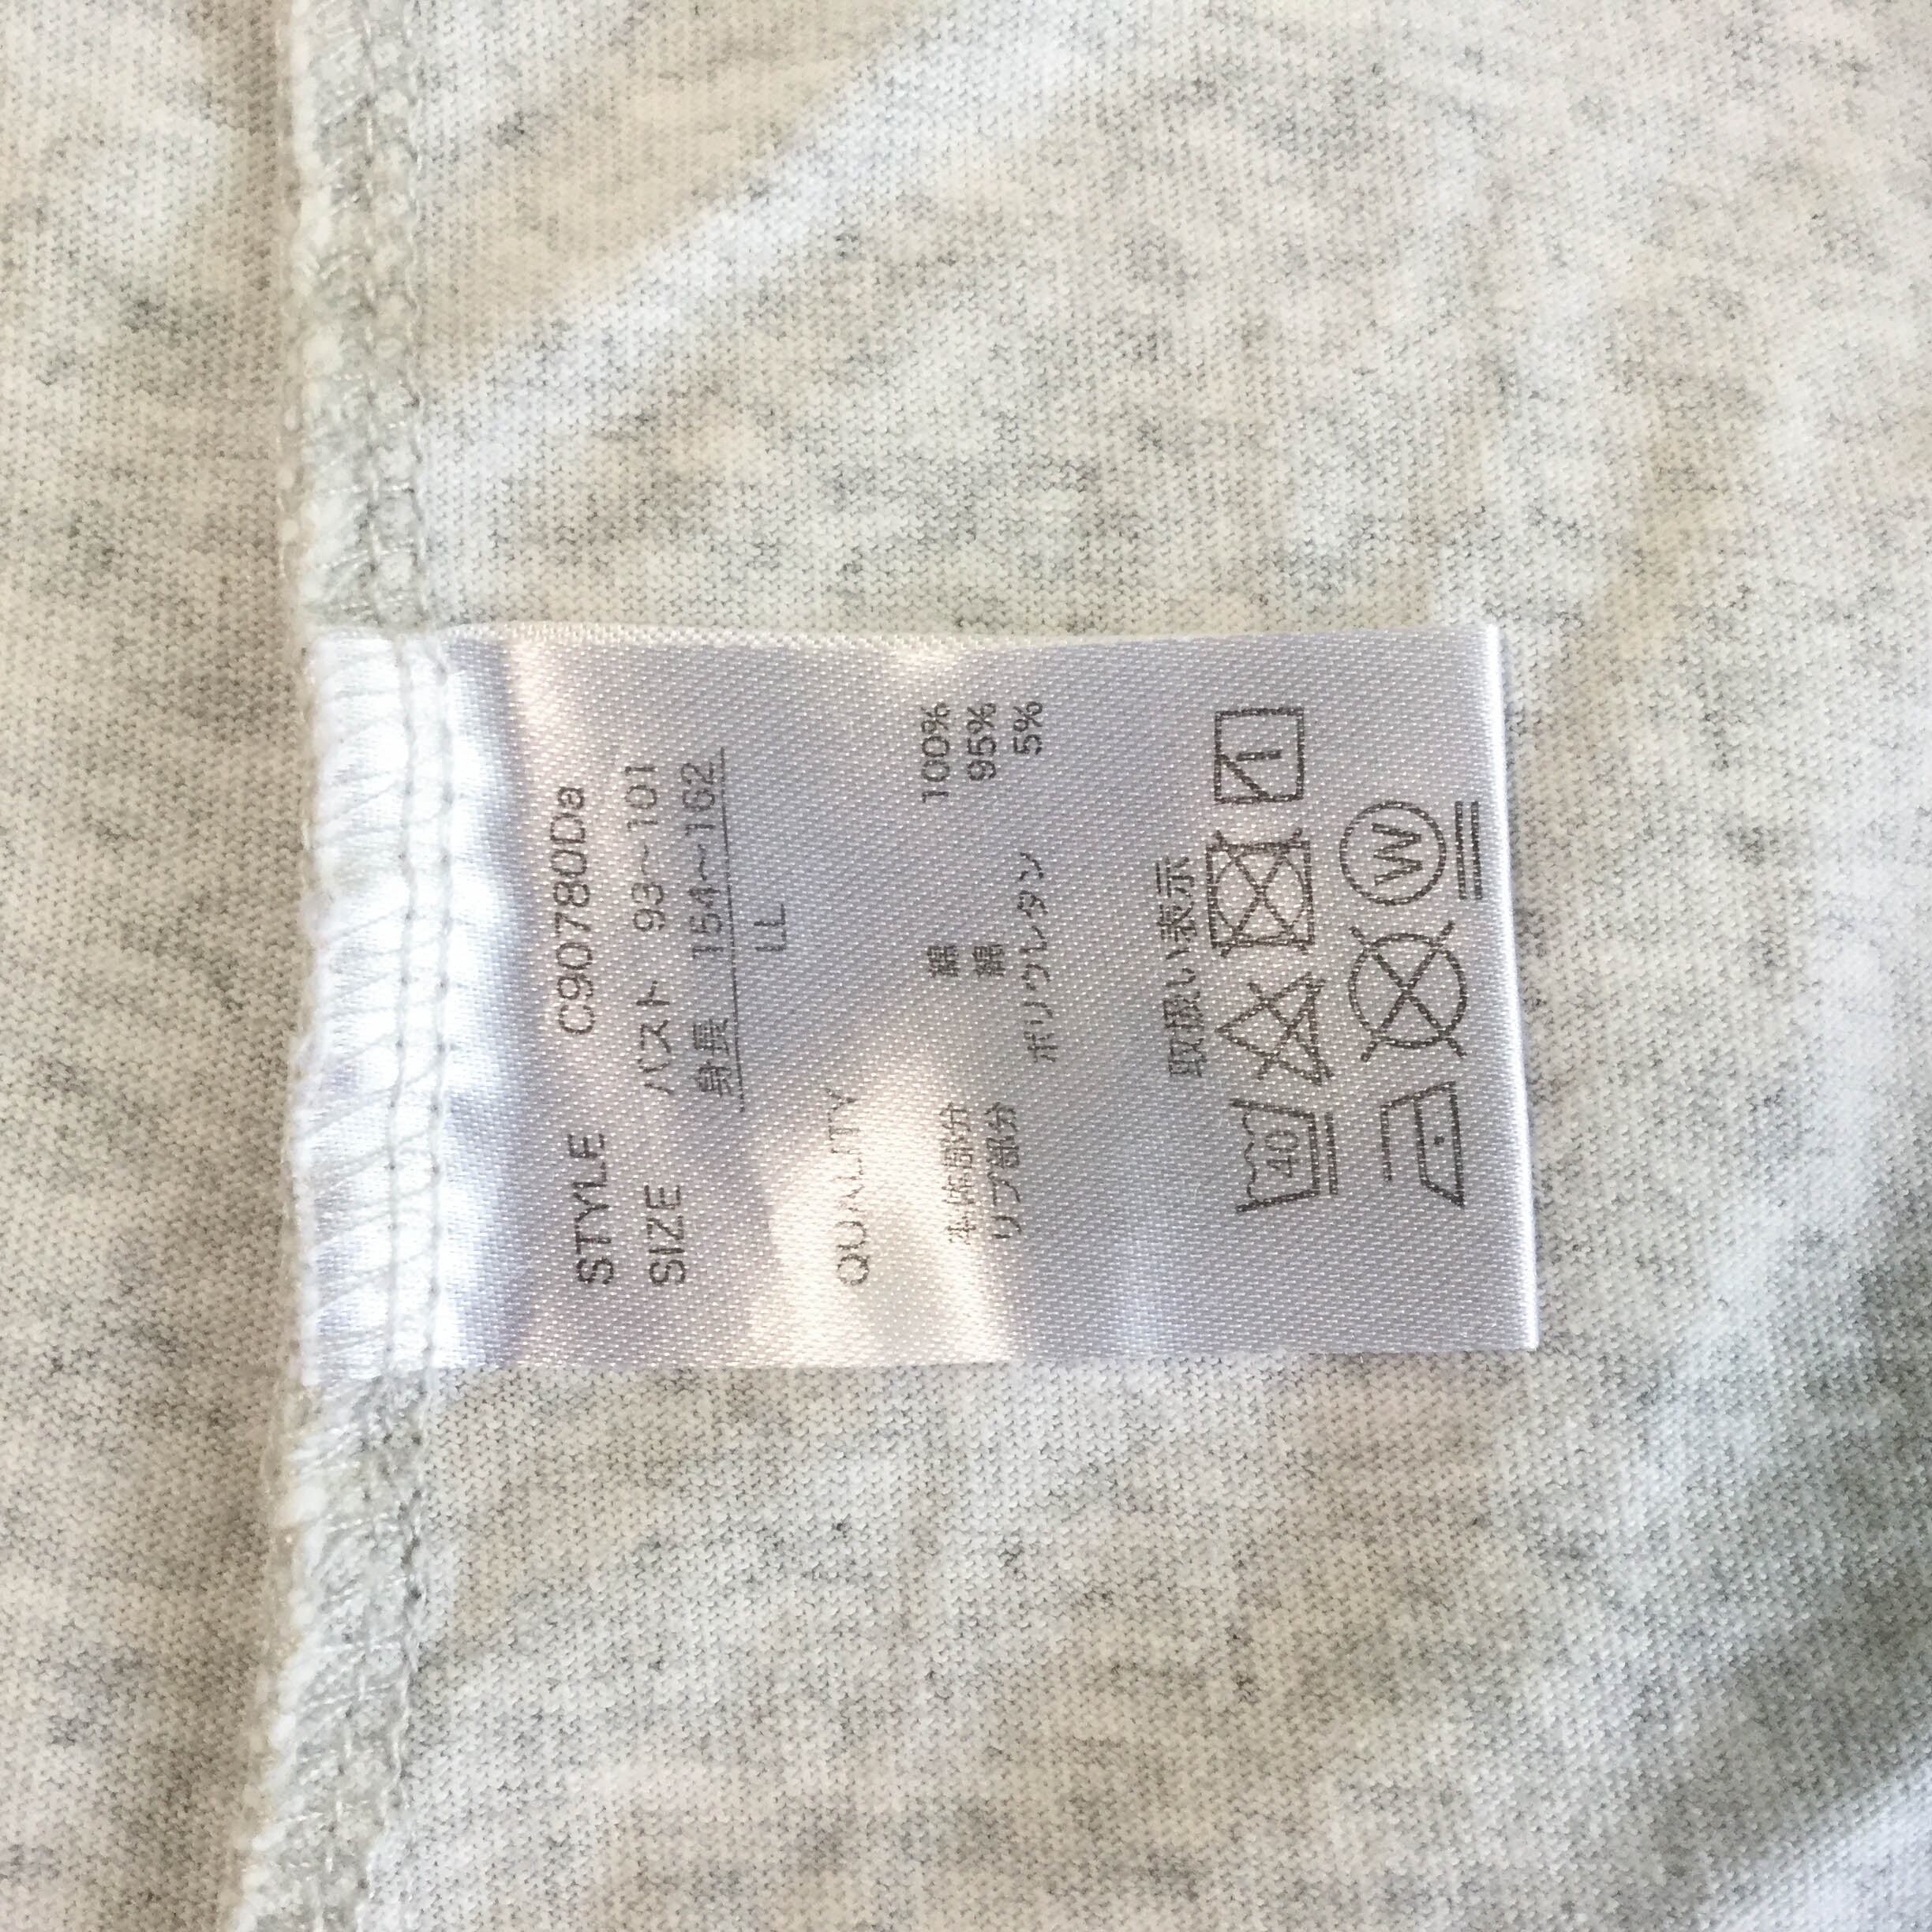 STYLE C90780Da
SIZE バスト 93~101
身長 154~162
LL
QUALITY
本体部分 綿 100%
リブ部分 綿 95%
ポリウレタン 5%
取扱い表示
40
W